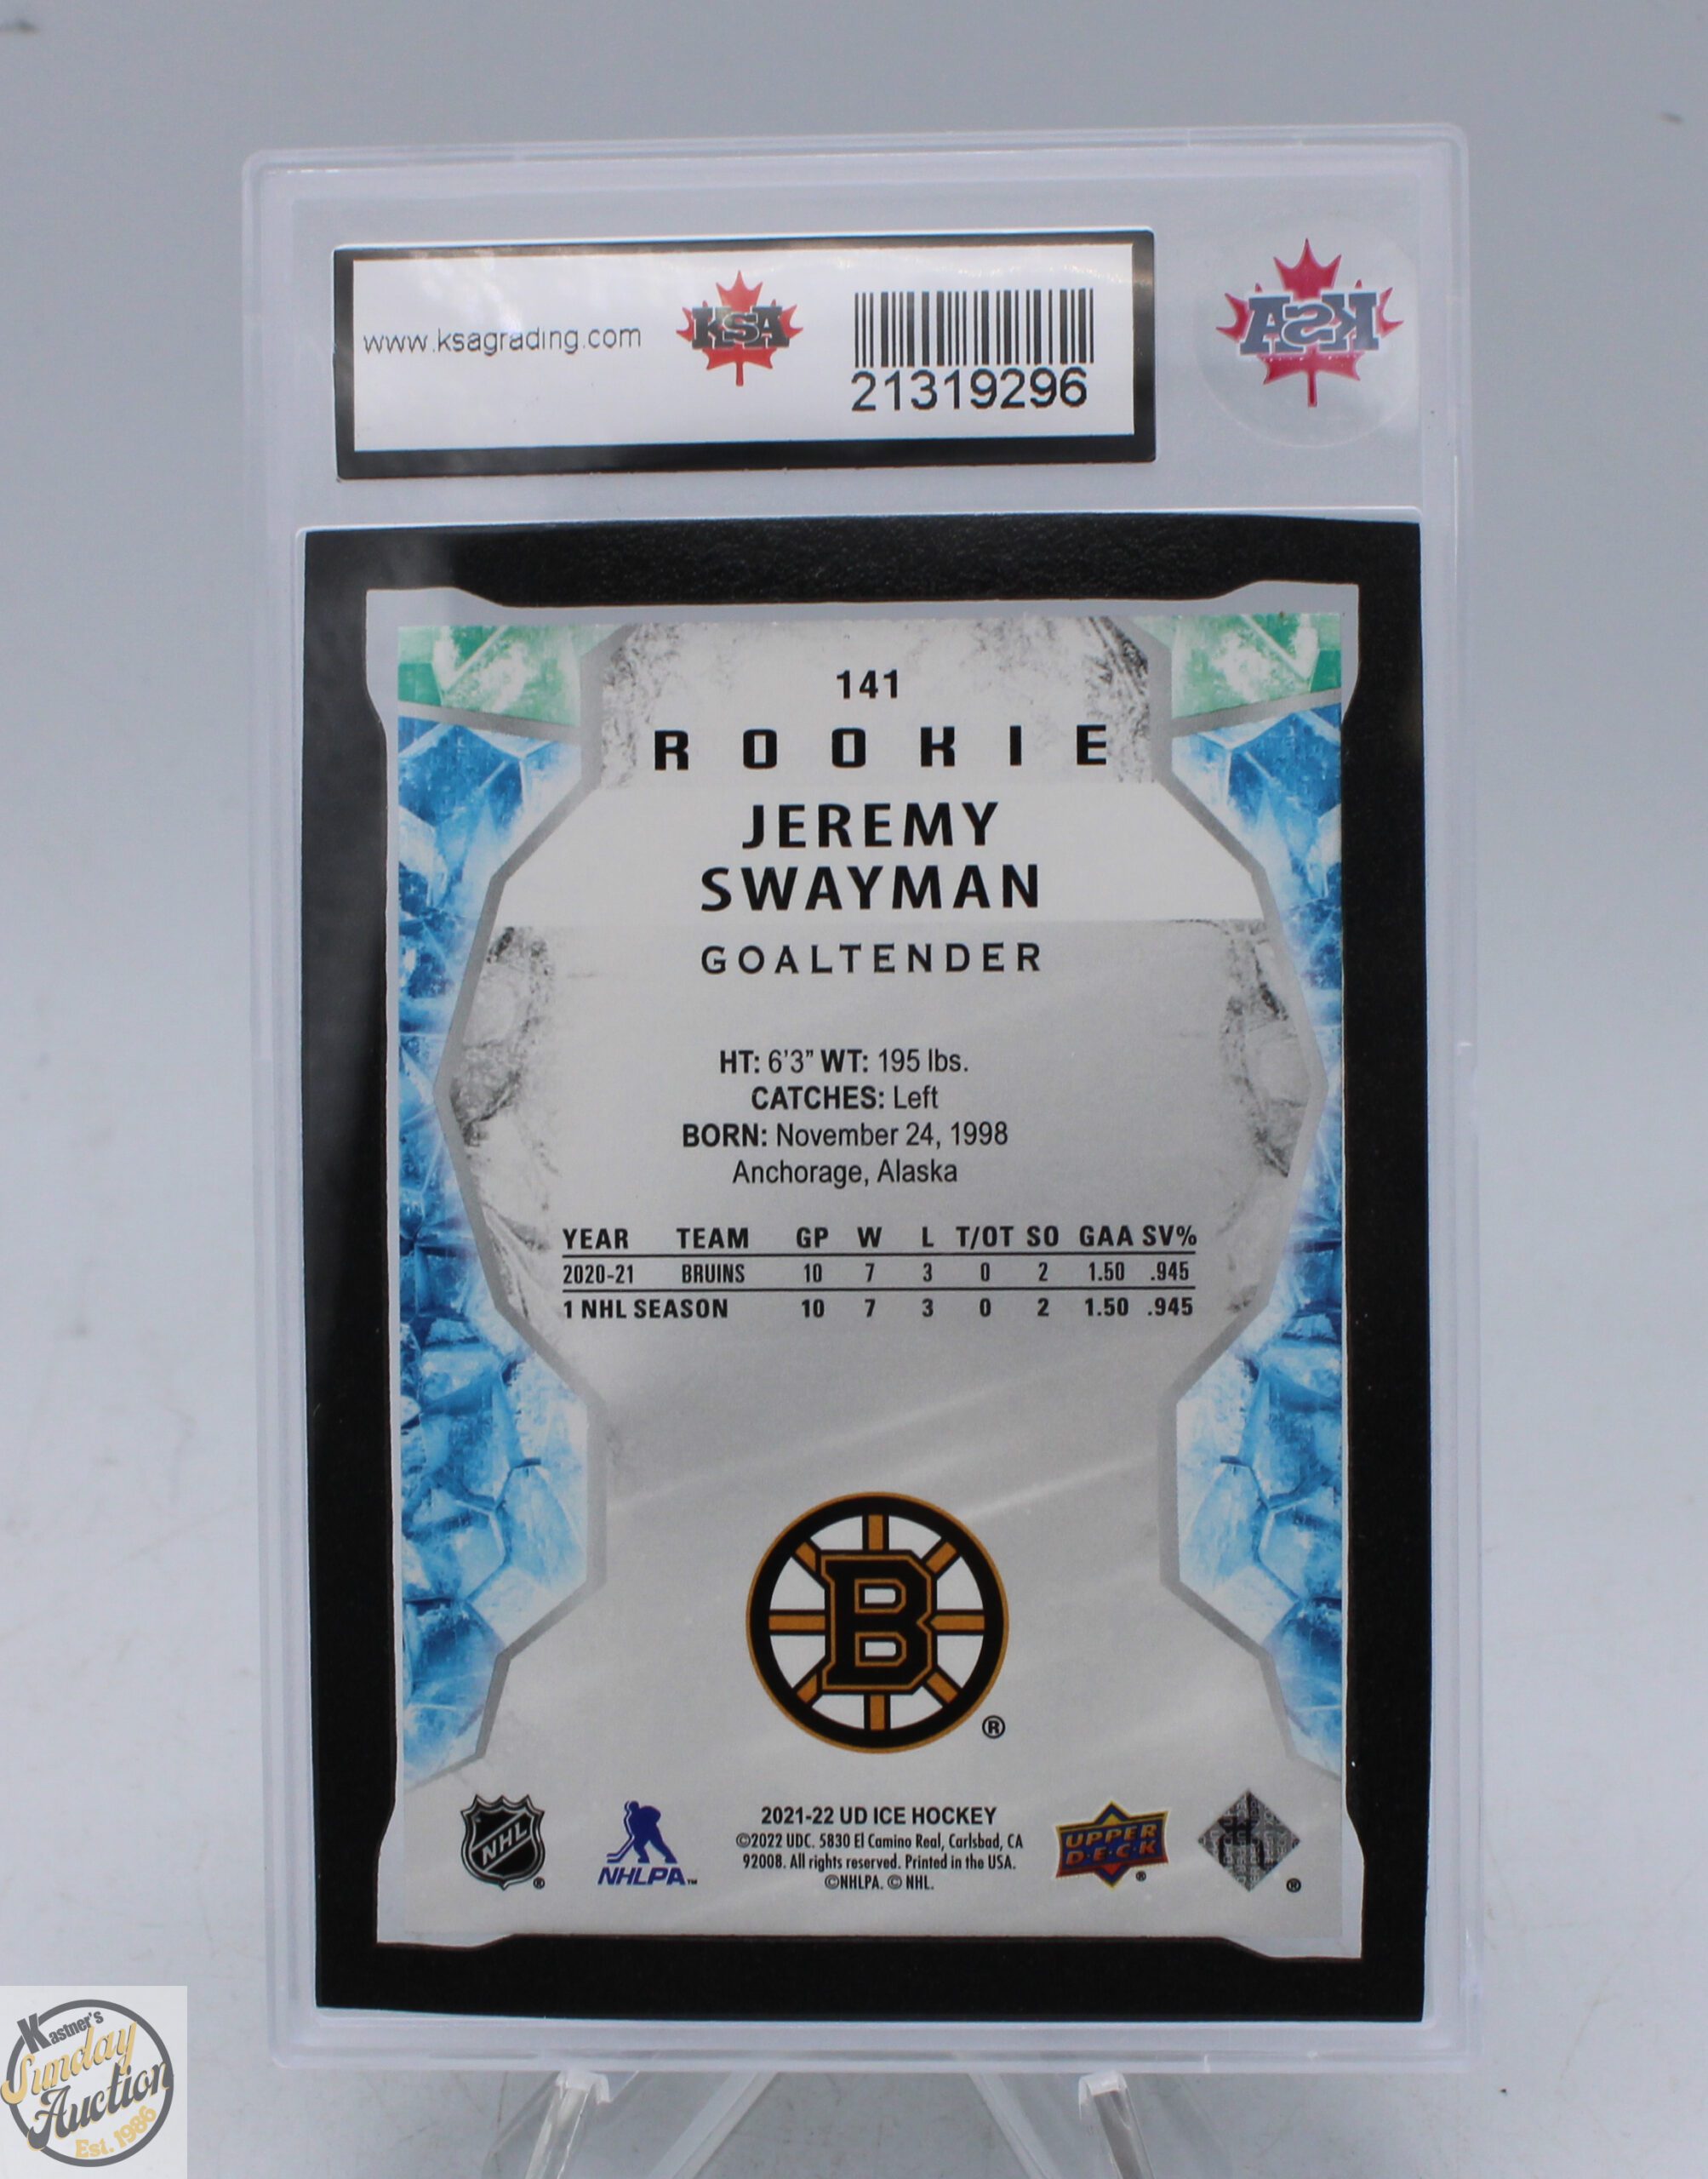 www.ksagrading.com
KSA
21319296
KSA
141
ROOKIE
JEREMY
SWAYMAN
GOALTENDER
HT: 6'3" WT: 195 lbs.
CATCHES: Left
BORN: November 24, 1998
Anchorage, Alaska
YEAR TEAM GP W L T/OT SO GAA SV%
2020-21 BRUINS 10 7 3 0 2 1.50 .945
1 NHL SEASON 10 7 3 0 2 1.50 .945
B
®
NHL ®
NHLPA™
2021-22 UD ICE HOCKEY
©2022 UDC. 5830 El Camino Real, Carlsbad, CA
92008. All rights reserved. Printed in the USA.
©NHLPA. © NHL.
UPPER
D·E·C·K ®
®
Kastner's
Sunday
Auction
Est. 1986